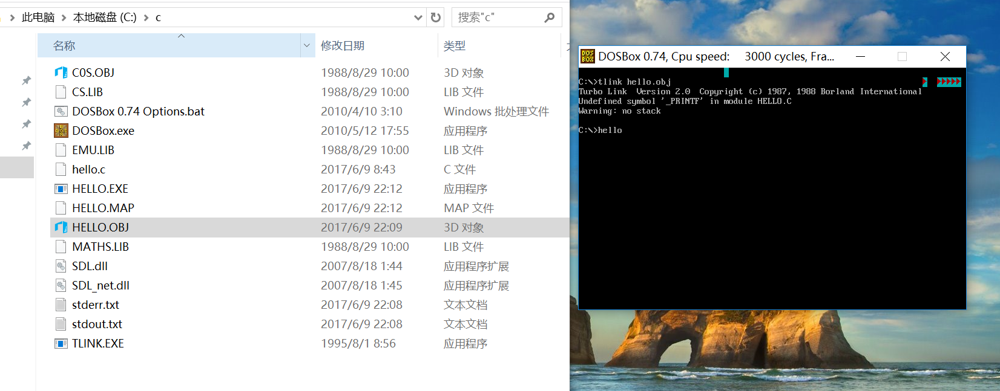 此电脑 > 本地磁盘 (C:) > c
搜索"c"
名称 修改日期 类型
C0S.OBJ 1988/8/29 10:00 3D 对象
CS.LIB 1988/8/29 10:00 LIB 文件
DOSBox 0.74 Options.bat 2010/4/10 3:10 Windows 批处理文件
DOSBox.exe 2010/5/12 17:55 应用程序
EMU.LIB 1988/8/29 10:00 LIB 文件
hello.c 2017/6/9 8:43 C 文件
HELLO.EXE 2017/6/9 22:12 应用程序
HELLO.MAP 2017/6/9 22:12 MAP 文件
HELLO.OBJ 2017/6/9 22:09 3D 对象
MATHS.LIB 1988/8/29 10:00 LIB 文件
SDL.dll 2007/8/18 1:44 应用程序扩展
SDL_net.dll 2007/8/18 1:45 应用程序扩展
stderr.txt 2017/6/9 22:08 文本文档
stdout.txt 2017/6/9 22:08 文本文档
TLINK.EXE 1995/8/1 8:56 应用程序
DOSBox 0.74, Cpu speed: 3000 cycles, Fra...
C:\>tlink hello.obj
Turbo Link Version 2.0 Copyright (c) 1987, 1988 Borland International
Undefined symbol '_PRINTF' in module HELLO.C
Warning: no stack
C:\>hello